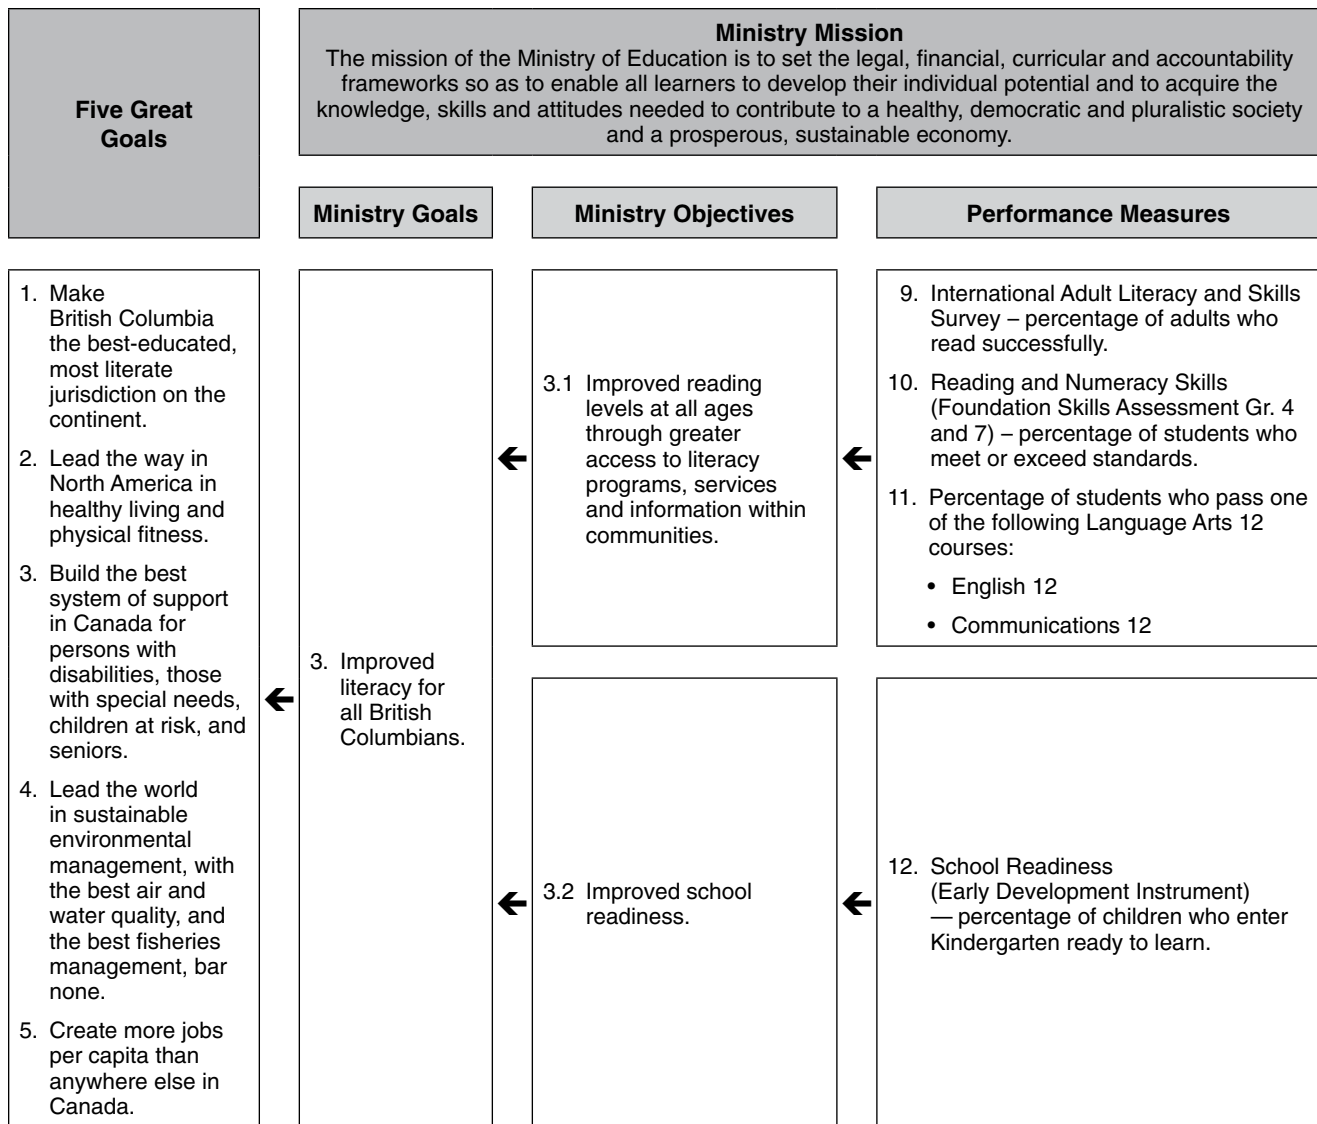 Five Great
Goals
Ministry Mission
The mission of the Ministry of Education is to set the legal, financial, curricular and accountability
frameworks so as to enable all learners to develop their individual potential and to acquire the
knowledge, skills and attitudes needed to contribute to a healthy, democratic and pluralistic society
and a prosperous, sustainable economy.
Ministry Goals
Ministry Objectives
Performance Measures
1. Make
British Columbia
the best-educated,
most literate
jurisdiction on the
continent.
2. Lead the way in
North America in
healthy living and
physical fitness.
3. Build the best
system of support
in Canada for
persons with
disabilities, those
with special needs,
children at risk, and
seniors.
4. Lead the world
in sustainable
environmental
management, with
the best air and
water quality, and
the best fisheries
management, bar
none.
5. Create more jobs
per capita than
anywhere else in
Canada.
3. Improved
literacy for
all British
Columbians.
3.1 Improved reading
levels at all ages
through greater
access to literacy
programs, services
and information within
communities.
9. International Adult Literacy and Skills
Survey – percentage of adults who
read successfully.
10. Reading and Numeracy Skills
(Foundation Skills Assessment Gr. 4
and 7) – percentage of students who
meet or exceed standards.
11. Percentage of students who pass one
of the following Language Arts 12
courses:
• English 12
• Communications 12
3.2 Improved school
readiness.
12. School Readiness
(Early Development Instrument)
— percentage of children who enter
Kindergarten ready to learn.